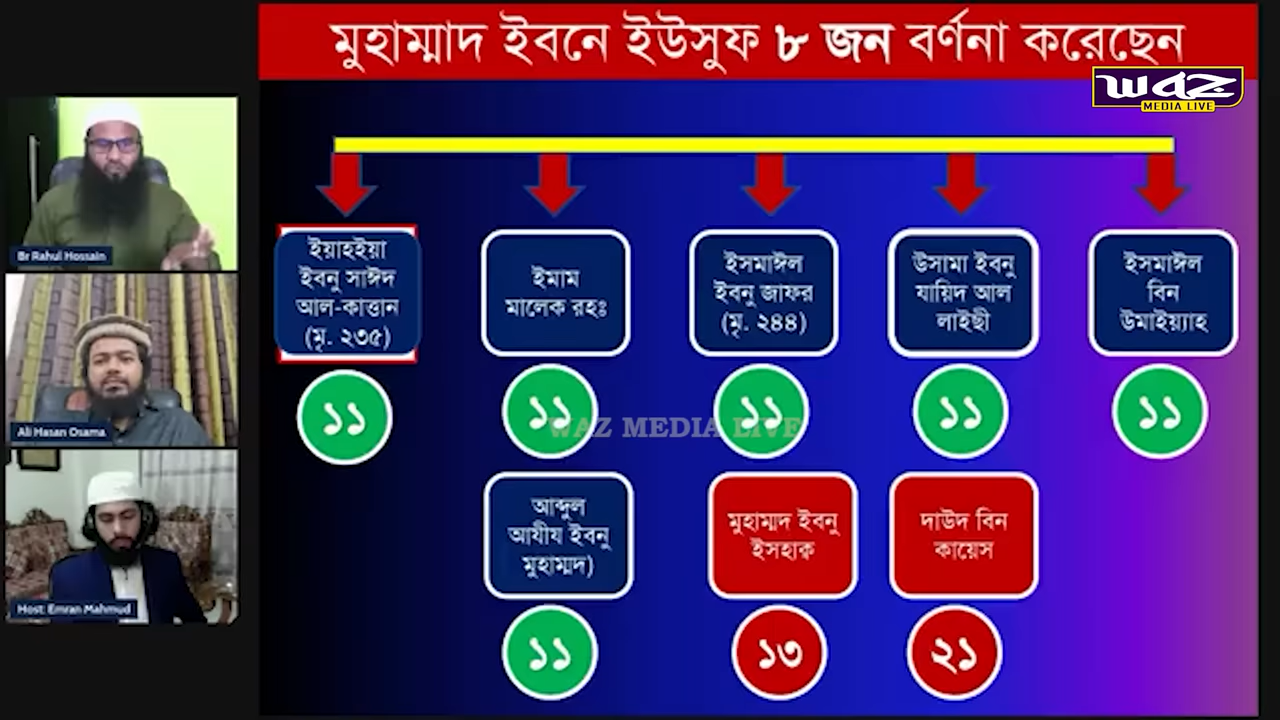 মুহাম্মাদ ইবনে ইউসুফ ৮ জন বর্ণনা করেছেন
waz
MEDIA LIVE
Br Rahul Hossain
Ali Hasan Osama
Host: Emran Mahmud
ইয়াহইয়া
ইবনু সাঈদ
আল-কাত্তান
(মৃ. ২৩৫)
১১
ইমাম
মালেক রহঃ
১১
ইসমাঈল
ইবনু জাফর
(মৃ. ২৪৪)
১১
উসামা ইবনু
যায়িদ আল
লাইছী
১১
ইসমাঈল
বিন
উমাইয়্যাহ
১১
WAZ MEDIA LIVE
আব্দুল
আযীয ইবনু
মুহাম্মদ)
১১
মুহাম্মদ ইবনু
ইসহাক্ব
১৩
দাউদ বিন
কায়েস
২১